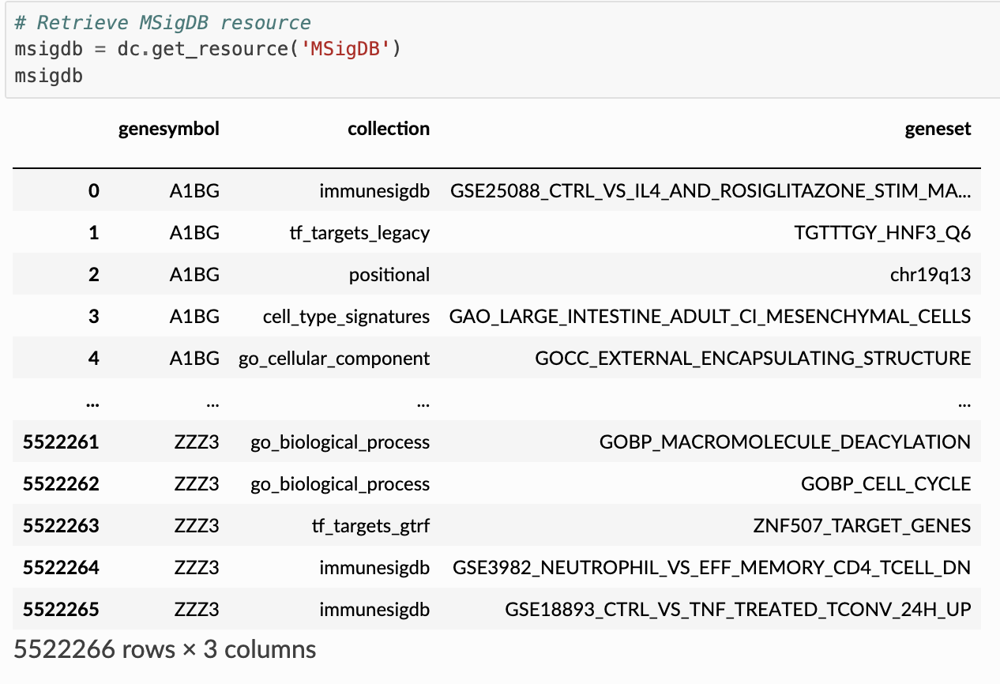 # Retrieve MSigDB resource
msigdb = dc.get_resource('MSigDB')
msigdb
genesymbol collection geneset
0 A1BG immunesigdb GSE25088_CTRL_VS_IL4_AND_ROSIGLITAZONE_STIM_MA...
1 A1BG tf_targets_legacy TGTTTGY_HNF3_Q6
2 A1BG positional chr19q13
3 A1BG cell_type_signatures GAO_LARGE_INTESTINE_ADULT_CI_MESENCHYMAL_CELLS
4 A1BG go_cellular_component GOCC_EXTERNAL_ENCAPSULATING_STRUCTURE
... ... ... ...
5522261 ZZZ3 go_biological_process GOBP_MACROMOLECULE_DEACYLATION
5522262 ZZZ3 go_biological_process GOBP_CELL_CYCLE
5522263 ZZZ3 tf_targets_gtrf ZNF507_TARGET_GENES
5522264 ZZZ3 immunesigdb GSE3982_NEUTROPHIL_VS_EFF_MEMORY_CD4_TCELL_DN
5522265 ZZZ3 immunesigdb GSE18893_CTRL_VS_TNF_TREATED_TCONV_24H_UP
5522266 rows × 3 columns